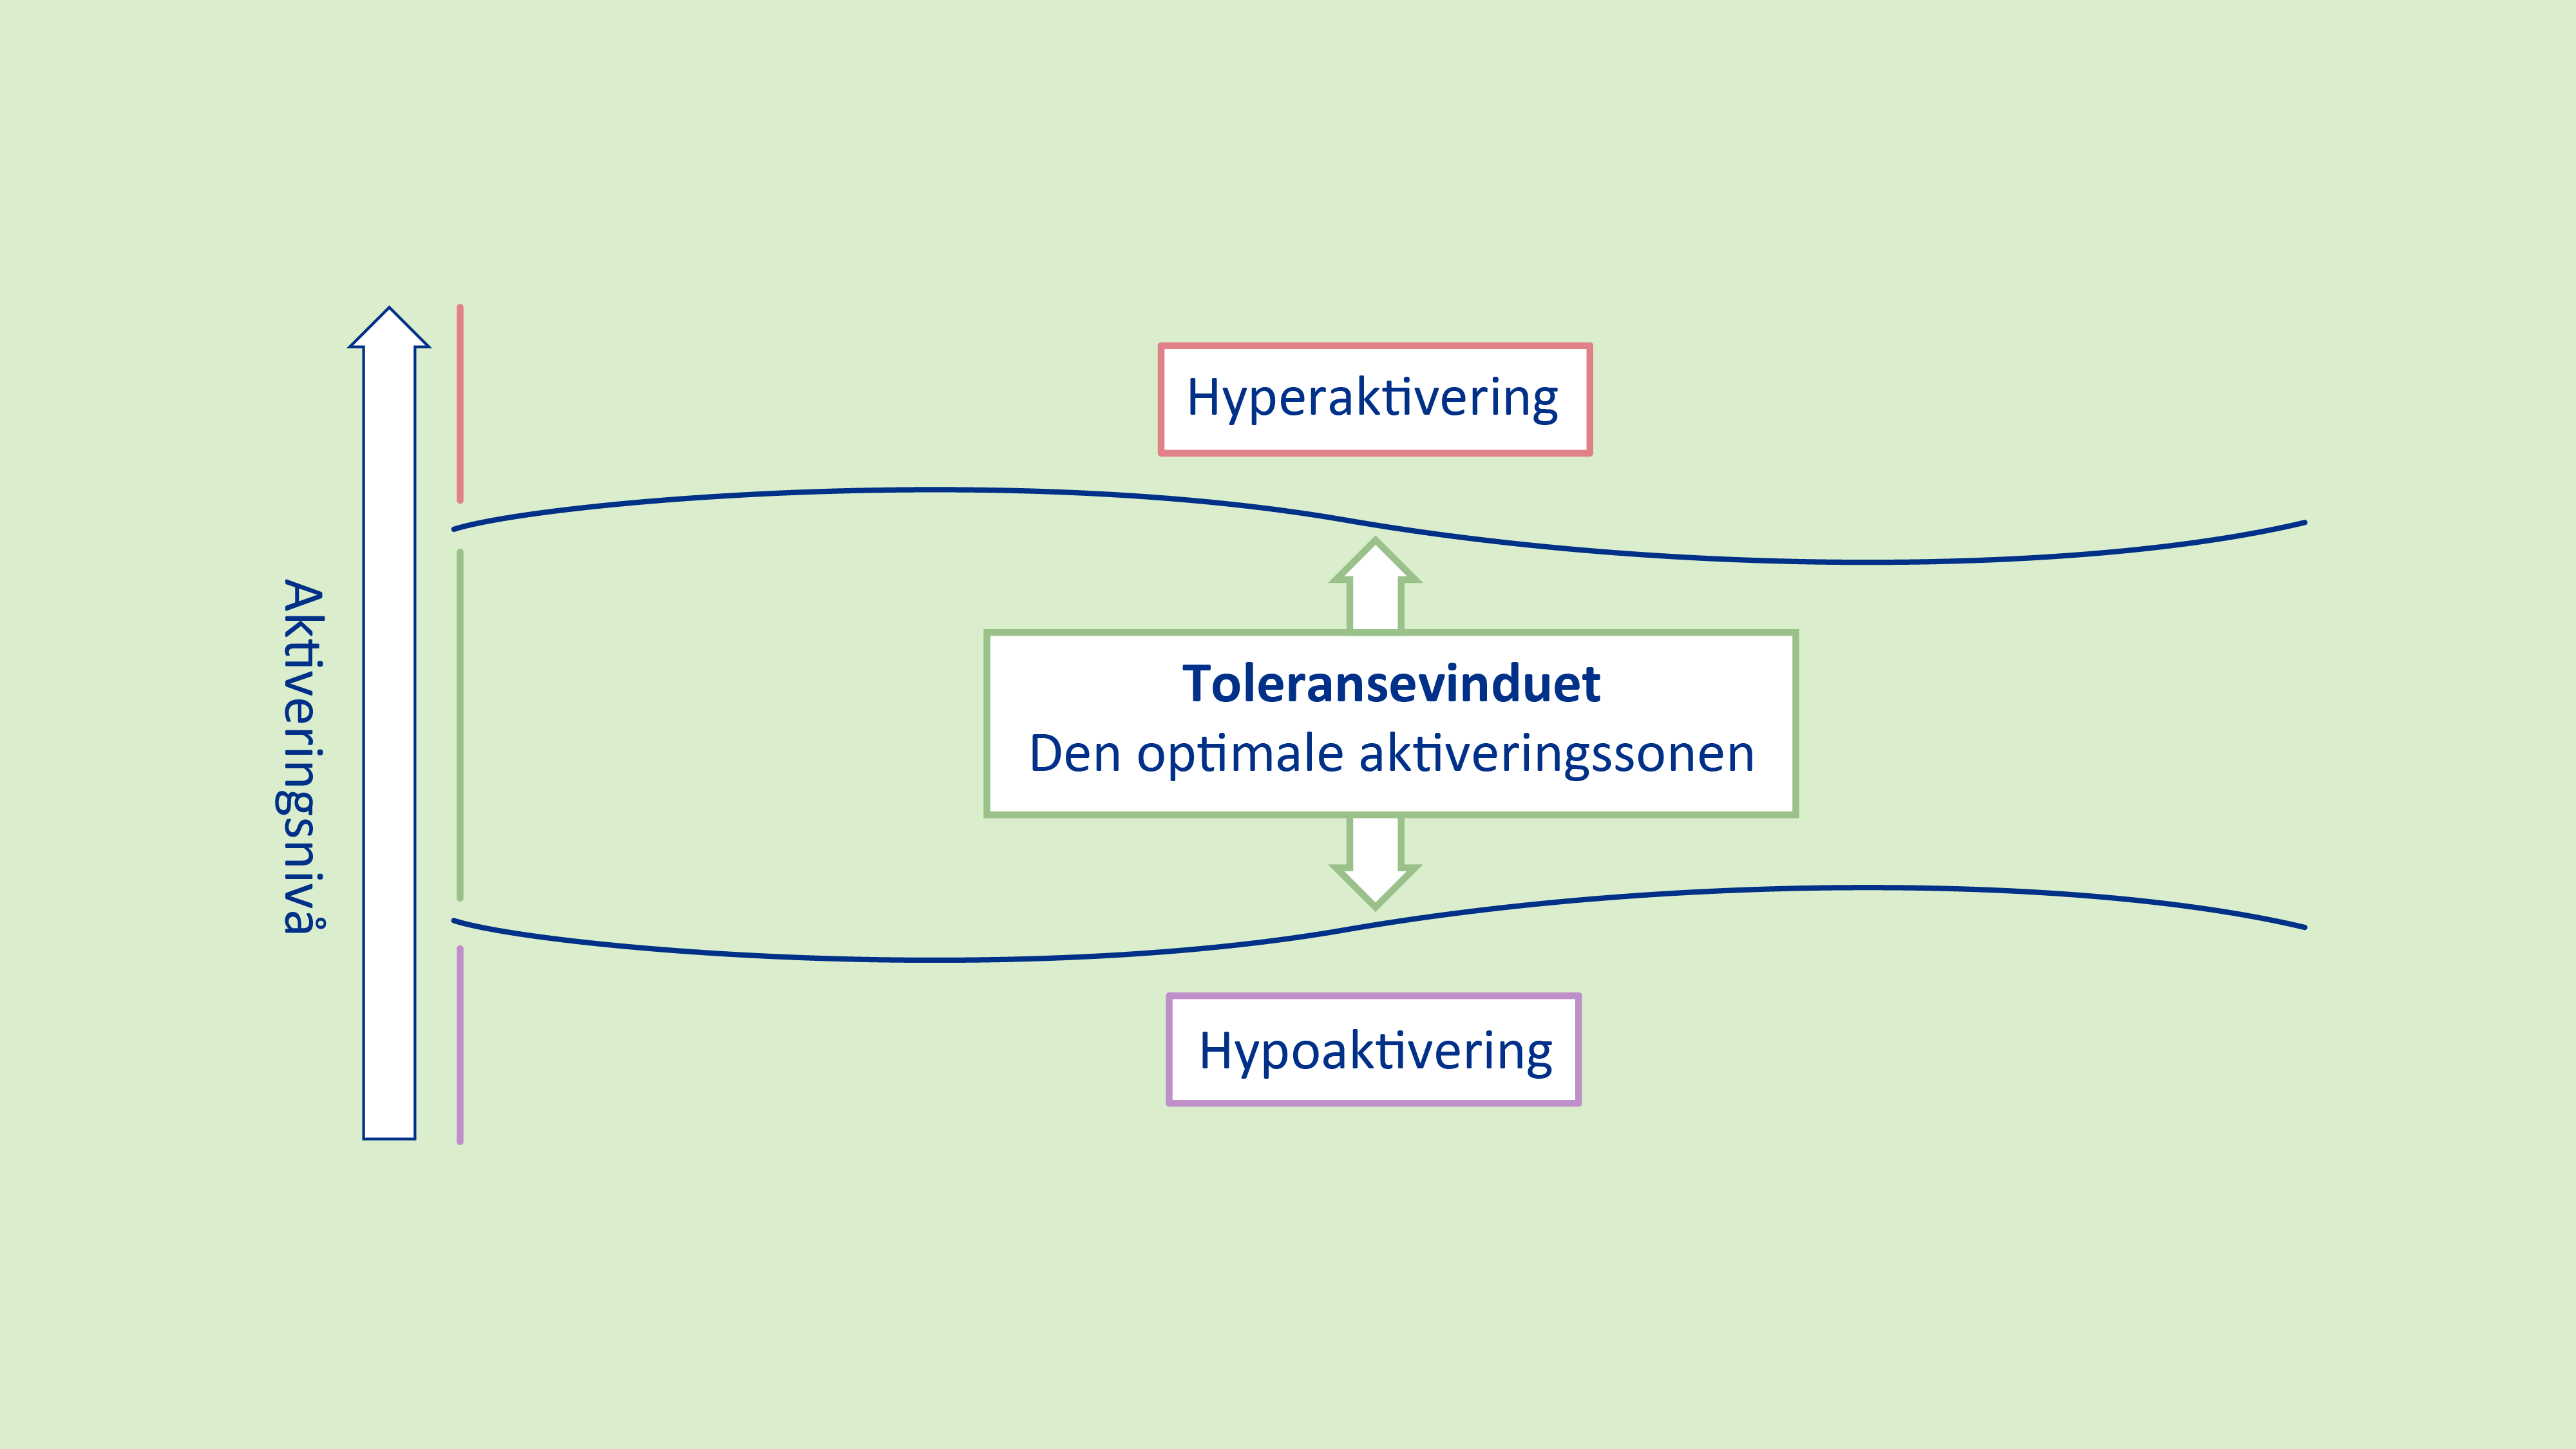 Aktiveringsnivå
Hyperaktivering
Toleransevinduet
Den optimale aktiveringssonen
Hypoaktivering